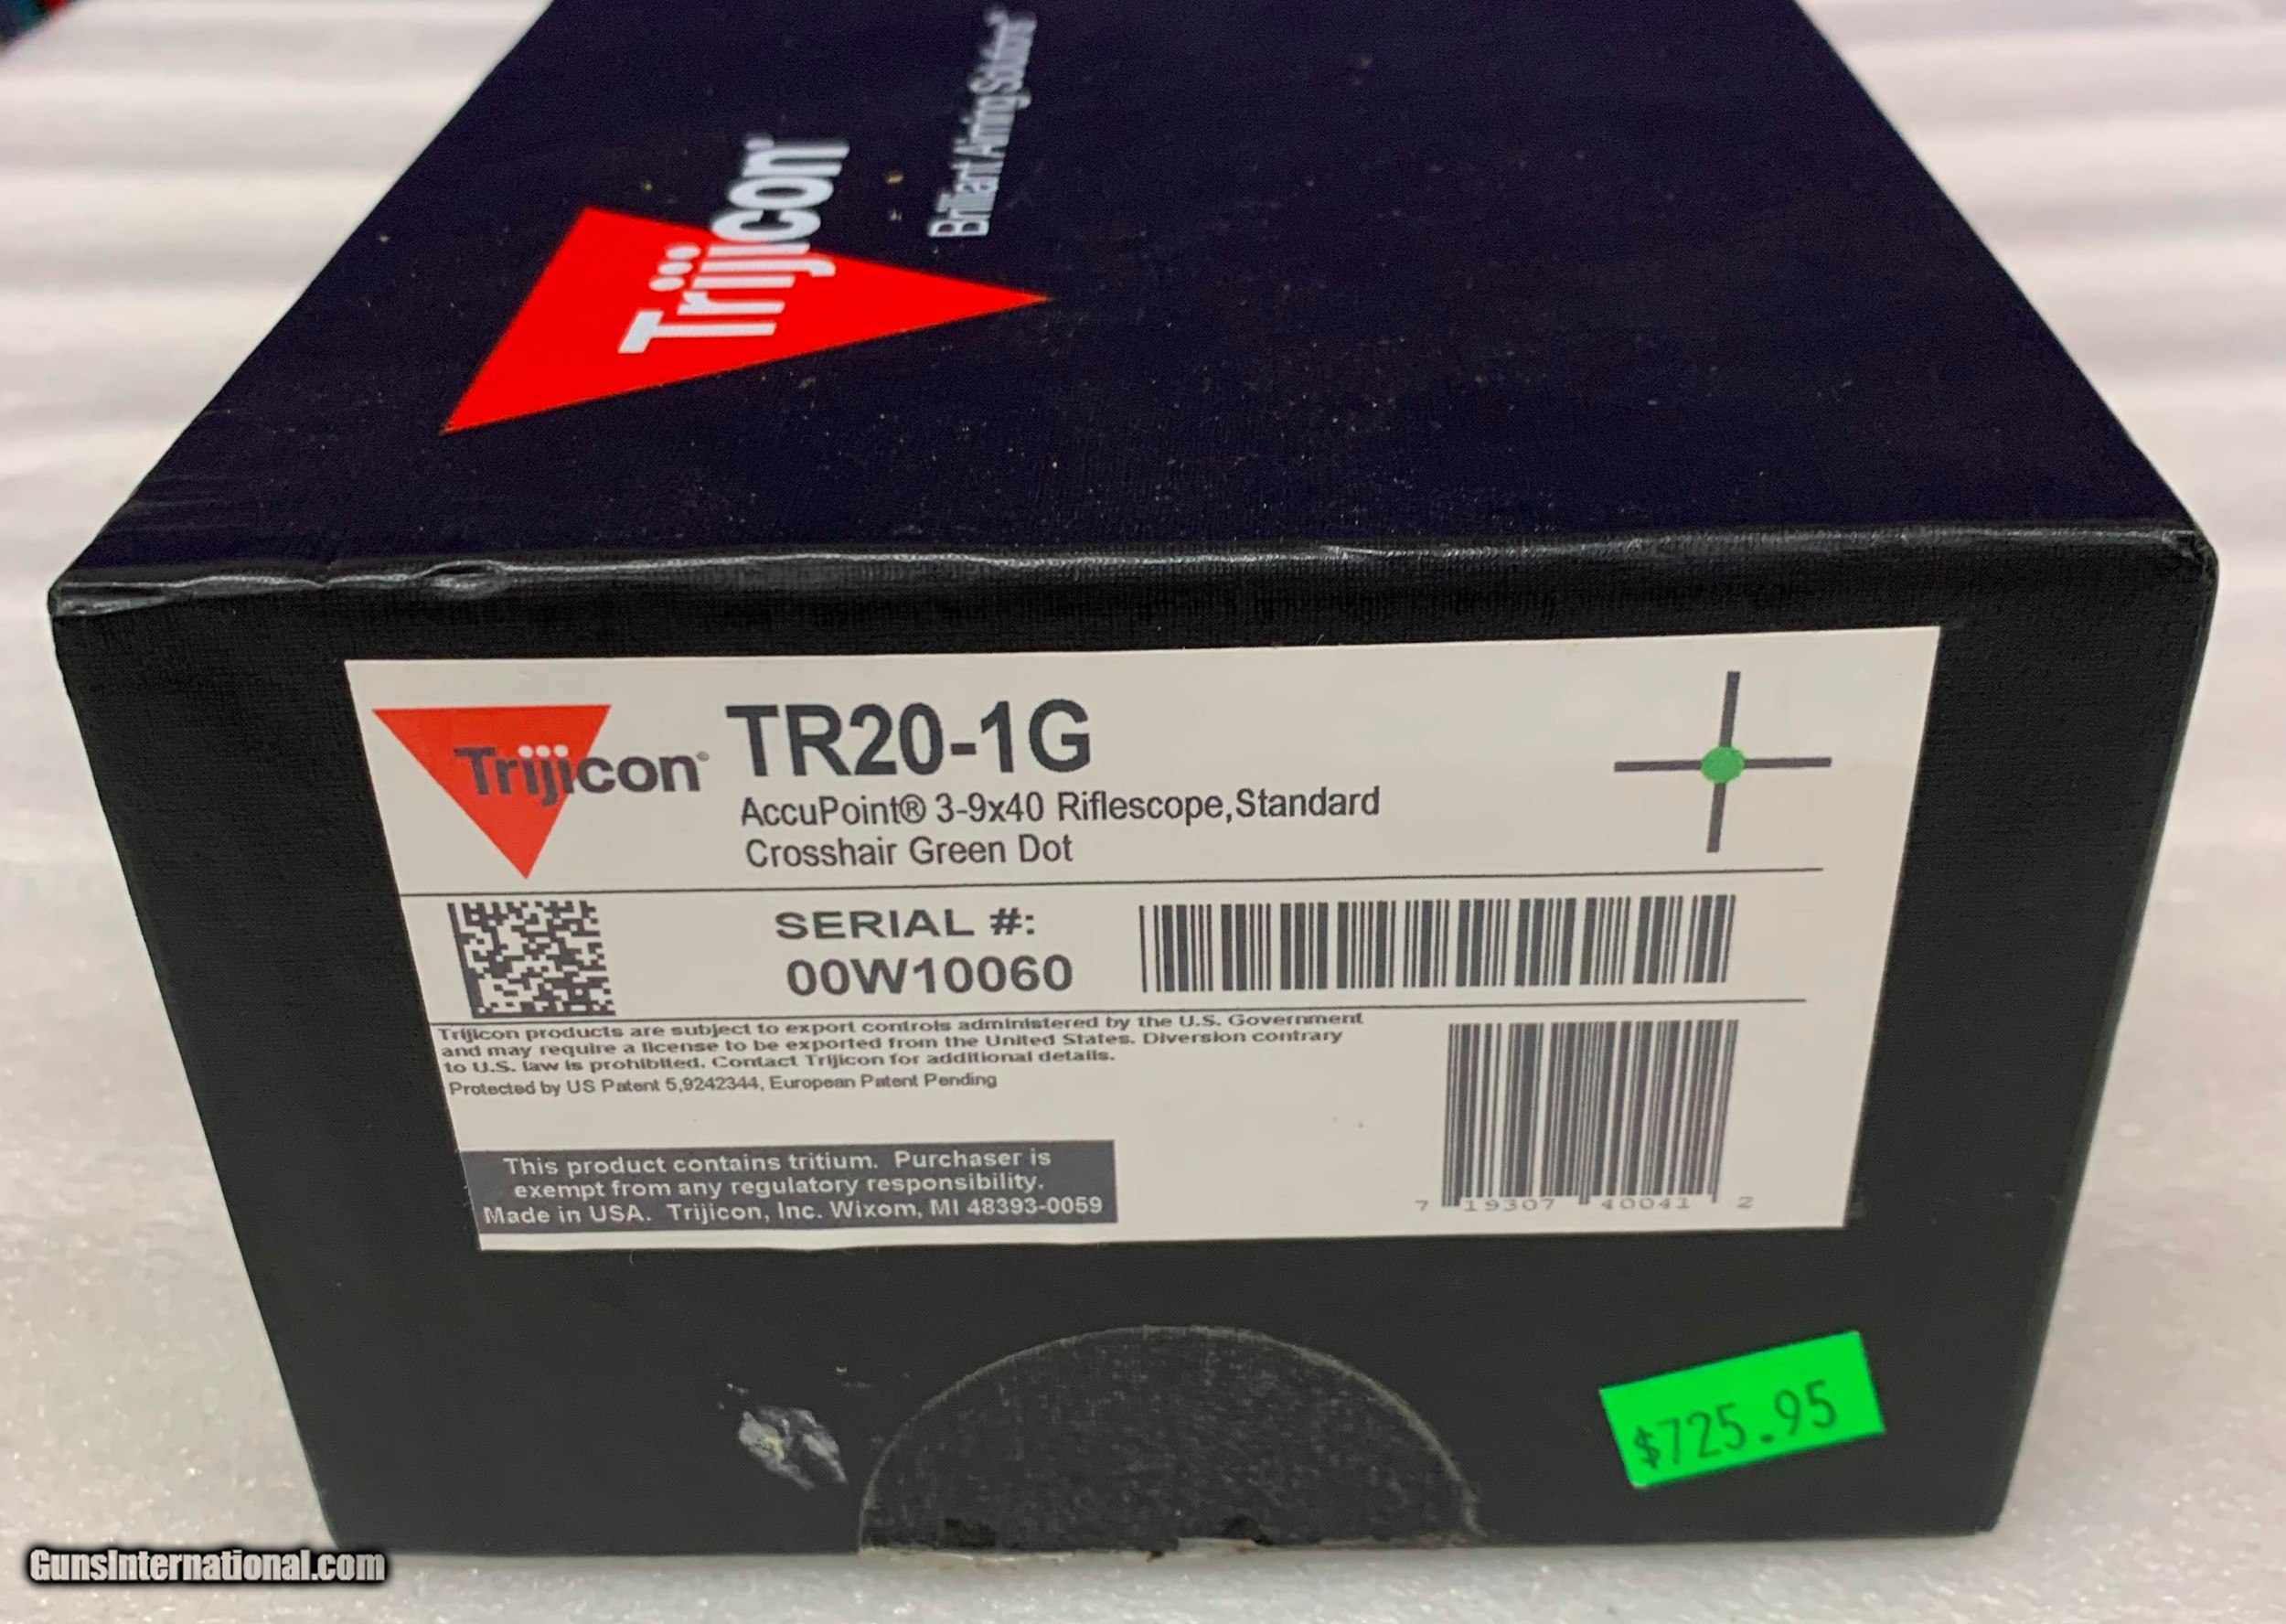 Trijicon®
Brilliant Aiming Solutions®
Trijicon®
TR20-1G
AccuPoint® 3-9x40 Riflescope,Standard
Crosshair Green Dot
SERIAL #:
00W10060
Trijicon products are subject to export controls administered by the U.S. Government
and may require a license to be exported from the United States. Diversion contrary
to U.S. law is prohibited. Contact Trijicon for additional details.
Protected by US Patent 5,9242344, European Patent Pending
This product contains tritium. Purchaser is
exempt from any regulatory responsibility.
Made in USA. Trijicon, Inc. Wixom, MI 48393-0059
7 19307 40041 2
$725.95
GunsInternational.com